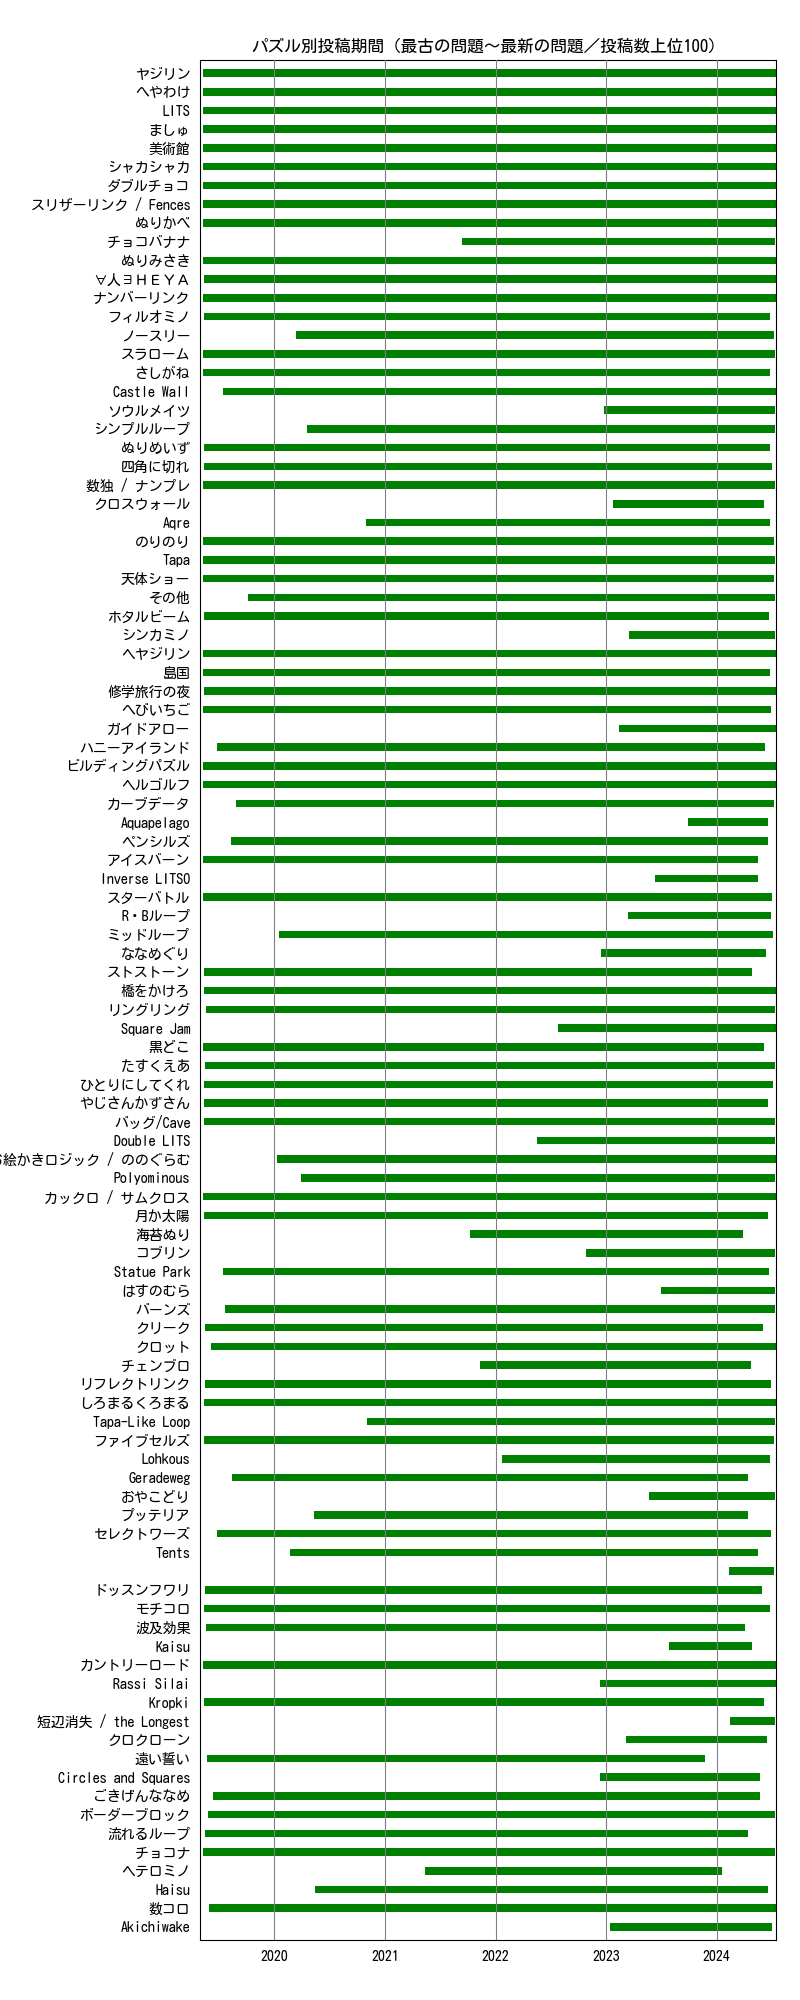 パズル別投稿期間（最古の問題～最新の問題／投稿数上位100）
ヤジリン
へやわけ
LITS
ましゅ
美術館
シャカシャカ
ダブルチョコ
スリザーリンク / Fences
ぬりかべ
チョコバナナ
ぬりみさき
∀人∃ＨＥＹＡ
ナンバーリンク
フィルオミノ
ノースリー
スラローム
さしがね
Castle Wall
ソウルメイツ
シンプルループ
ぬりめいず
四角に切れ
数独 / ナンプレ
クロスウォール
Aqre
のりのり
Tapa
天体ショー
その他
ホタルビーム
シンカミノ
ヘヤジリン
島国
修学旅行の夜
へびいちご
ガイドアロー
ハニーアイランド
ビルディングパズル
ヘルゴルフ
カーブデータ
Aquapelago
ペンシルズ
アイスバーン
Inverse LITSO
スターバトル
R・Bループ
ミッドループ
ななめぐり
ストストーン
橋をかけろ
リングリング
Square Jam
黒どこ
たすくえあ
ひとりにしてくれ
やじさんかずさん
バッグ/Cave
Double LITS
絵かきロジック / ののぐらむ
Polyominous
カックロ / サムクロス
月か太陽
海苔ぬり
コブリン
Statue Park
はすのむら
バーンズ
クリーク
クロット
チェンブロ
リフレクトリンク
しろまるくろまる
Tapa-Like Loop
ファイブセルズ
Lohkous
Geradeweg
おやこどり
プッテリア
セレクトワーズ
Tents
ドッスンフワリ
モチコロ
波及効果
Kaisu
カントリーロード
Rassi Silai
Kropki
短辺消失 / the Longest
クロクローン
遠い誓い
Circles and Squares
ごきげんななめ
ボーダーブロック
流れるループ
チョコナ
ヘテロミノ
Haisu
数コロ
Akichiwake
2020 2021 2022 2023 2024